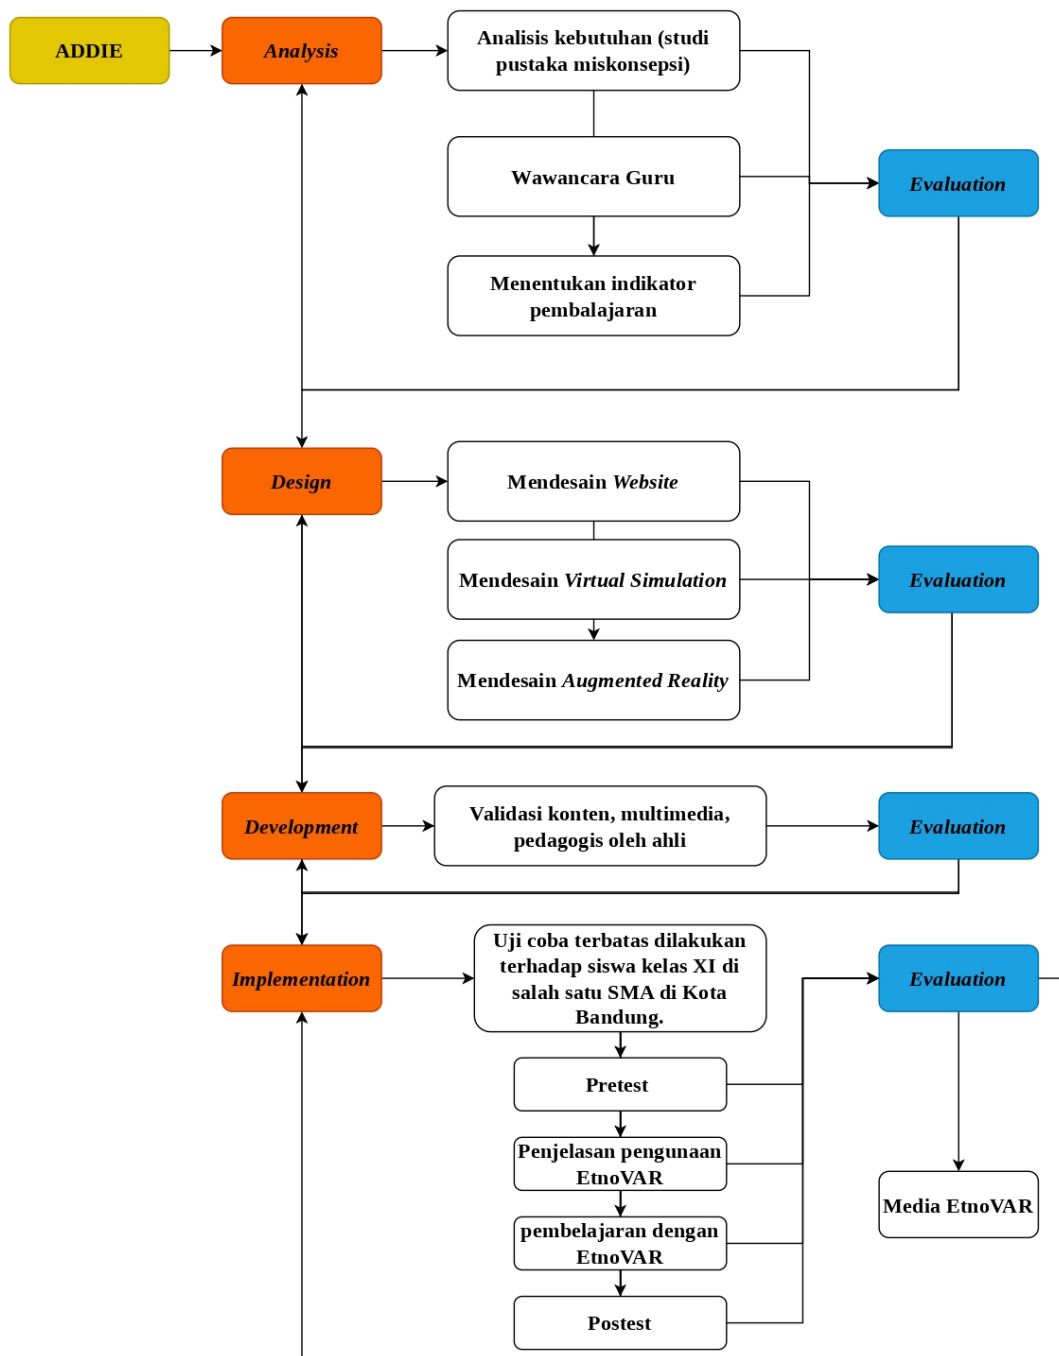 ADDIE
Analysis
Analisis kebutuhan (studi
pustaka miskonsepsi)
Wawancara Guru
Evaluation
Menentukan indikator
pembalajaran
Design
Mendesain Website
Mendesain Virtual Simulation
Evaluation
Mendesain Augmented Reality
Development
Validasi konten, multimedia,
pedagogis oleh ahli
Evaluation
Implementation
Uji coba terbatas dilakukan
terhadap siswa kelas XI di
salah satu SMA di Kota
Bandung.
Evaluation
Pretest
Penjelasan pengunaan
EtnoVAR
Media EtnoVAR
pembelajaran dengan
EtnoVAR
Postest